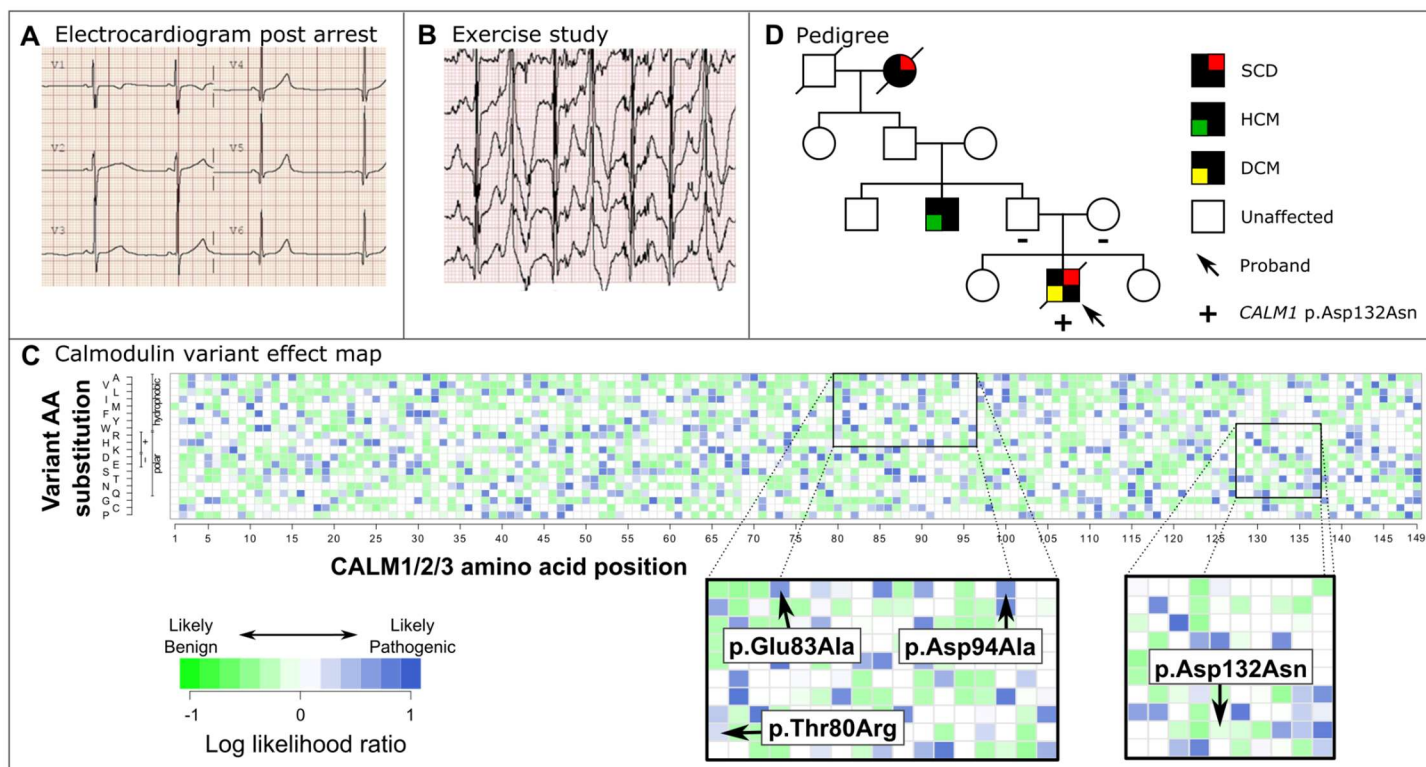 A Electrocardiogram post arrest
V1
V4
V2
V5
V3
V6
B Exercise study
D Pedigree
SCD
HCM
DCM
Unaffected
Proband
+ CALM1 p.Asp132Asn
- -
+
C Calmodulin variant effect map
Variant AA
substitution
A
V
L
I
M
F
Y
W
R
H
K
D
E
S
T
N
Q
G
C
P
hydrophobic
+
-
polar
1 5 10 15 20 25 30 35 40 45 50 55 60 65 70 75 80 85 90 95 100 105 110 115 120 125 130 135 140 145 149
CALM1/2/3 amino acid position
Likely
Benign
Likely
Pathogenic
-1 0 1
Log likelihood ratio
p.Glu83Ala
p.Asp94Ala
p.Thr80Arg
p.Asp132Asn